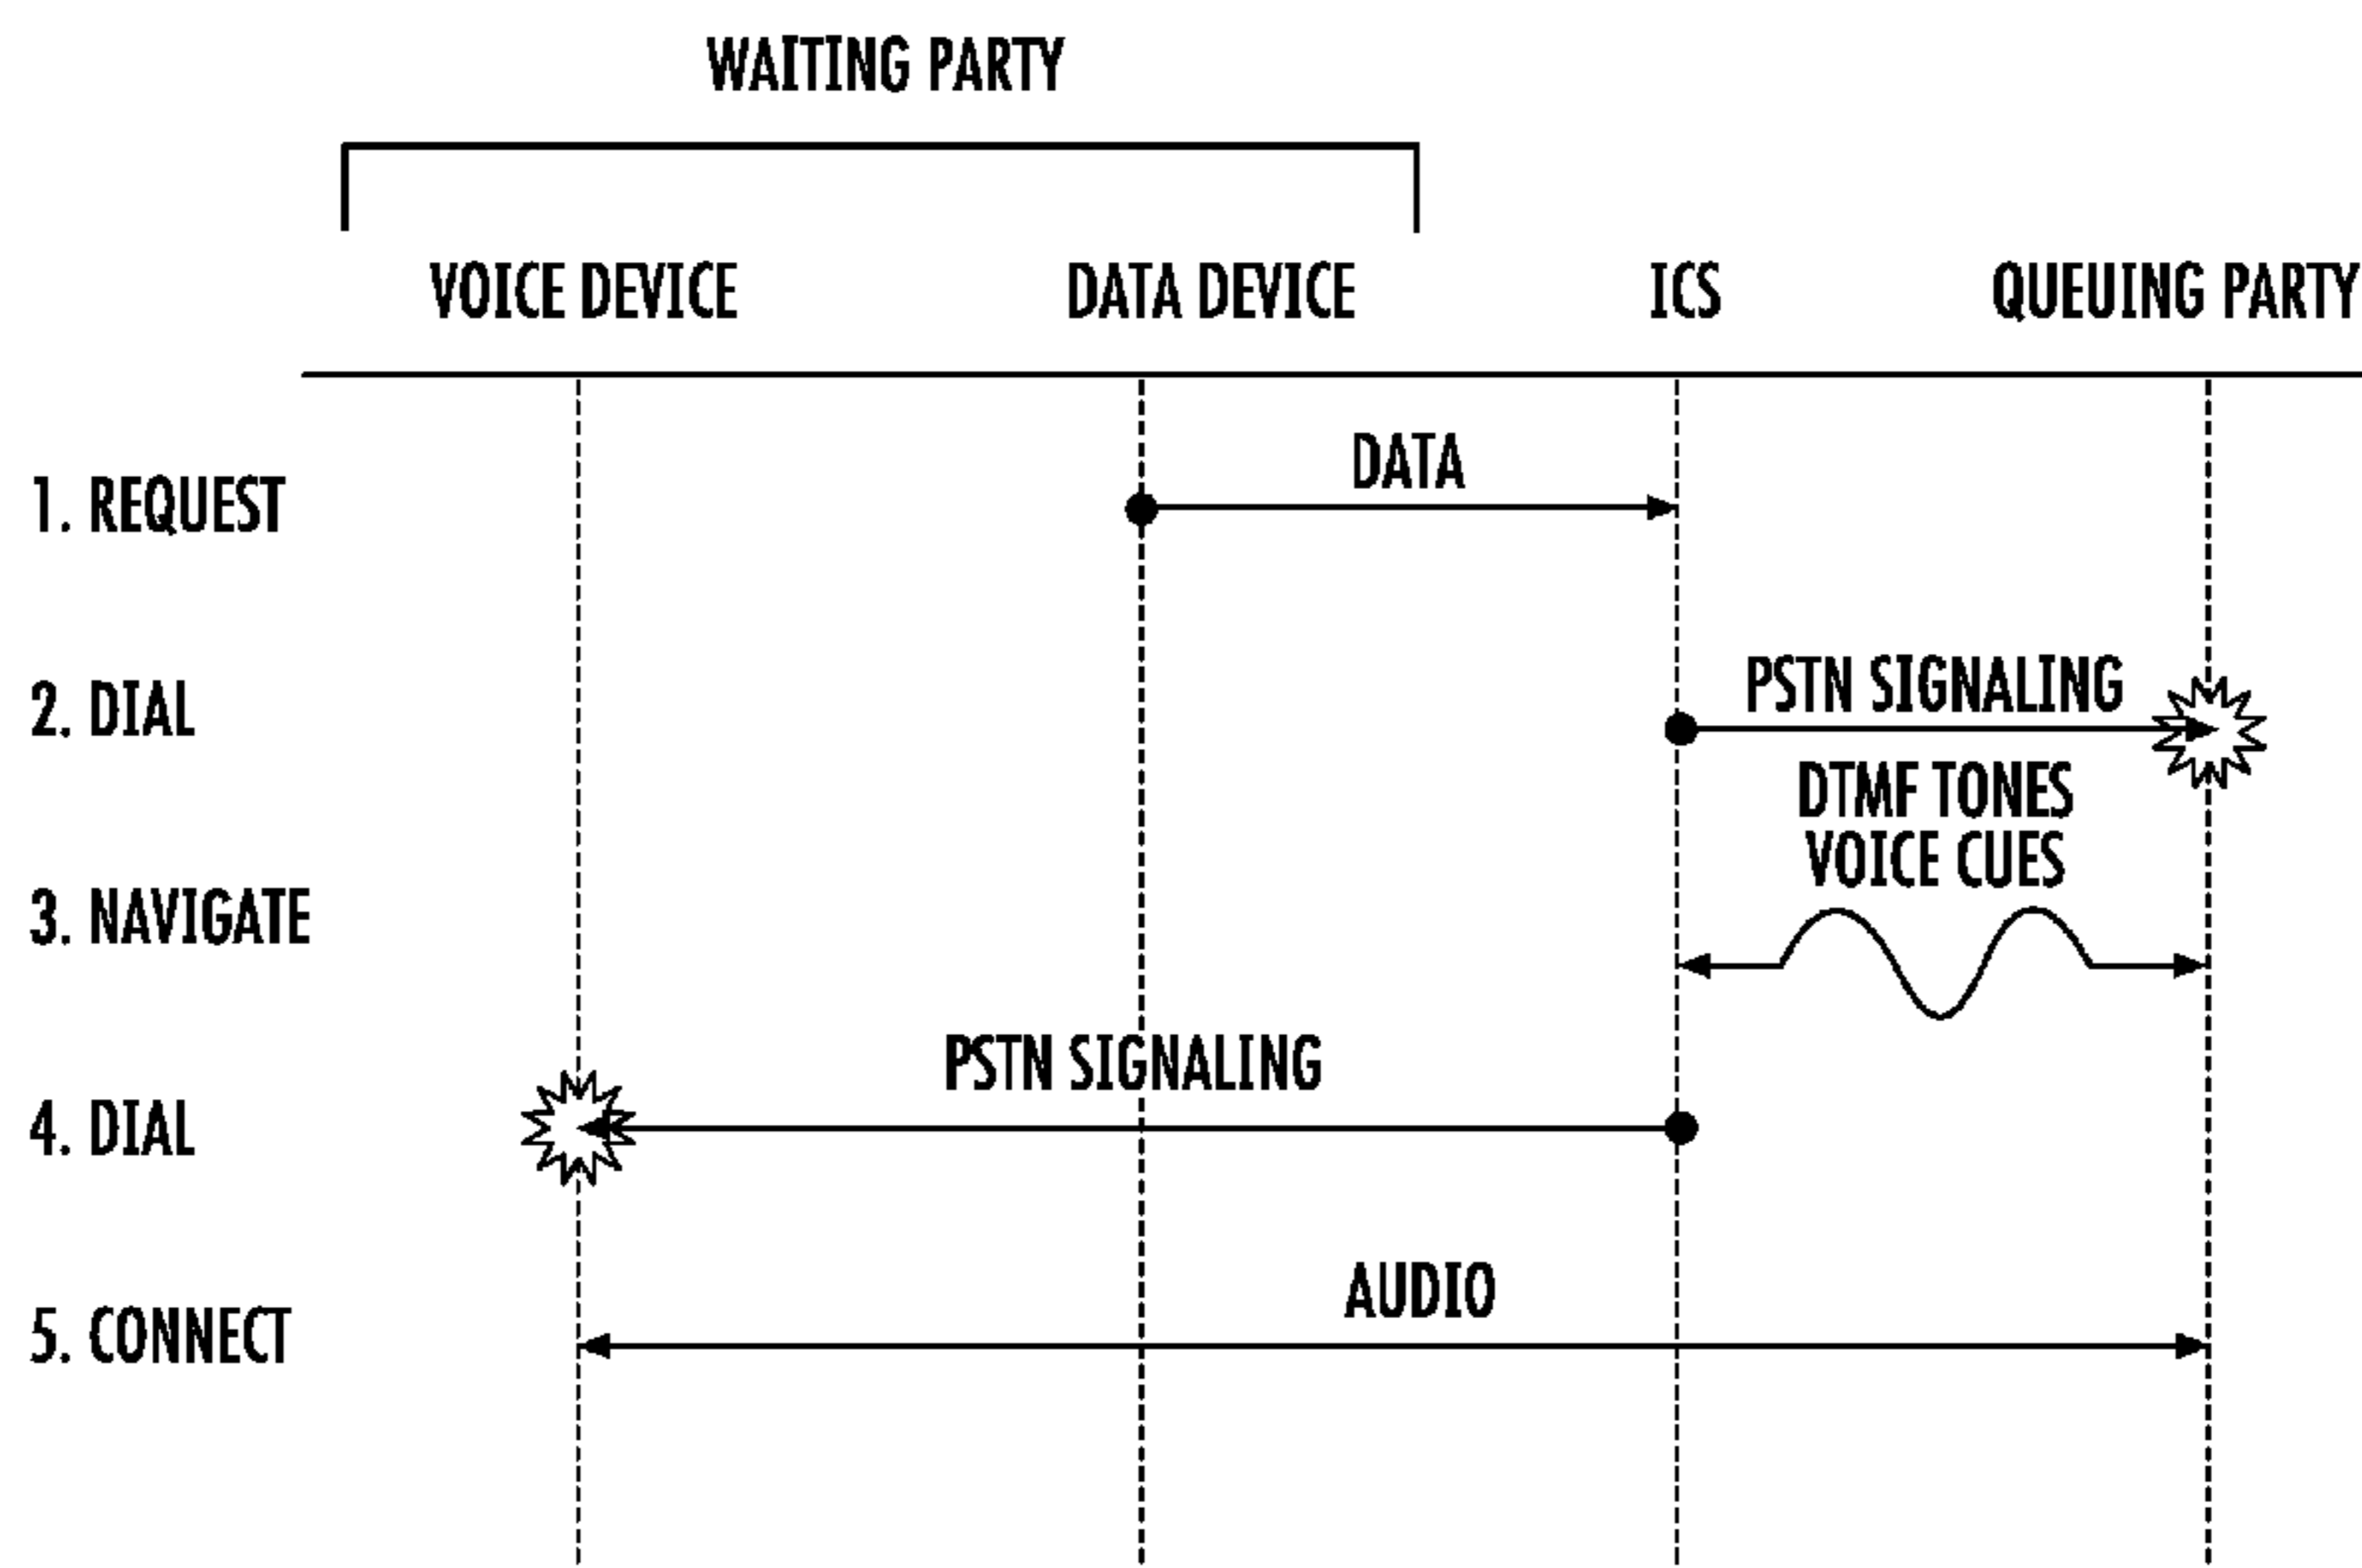 WAITING PARTY
VOICE DEVICE DATA DEVICE ICS QUEUING PARTY
DATA
1. REQUEST
PSTN SIGNALING
2. DIAL
DTMF TONES
VOICE CUES
3. NAVIGATE
PSTN SIGNALING
4. DIAL
AUDIO
5. CONNECT